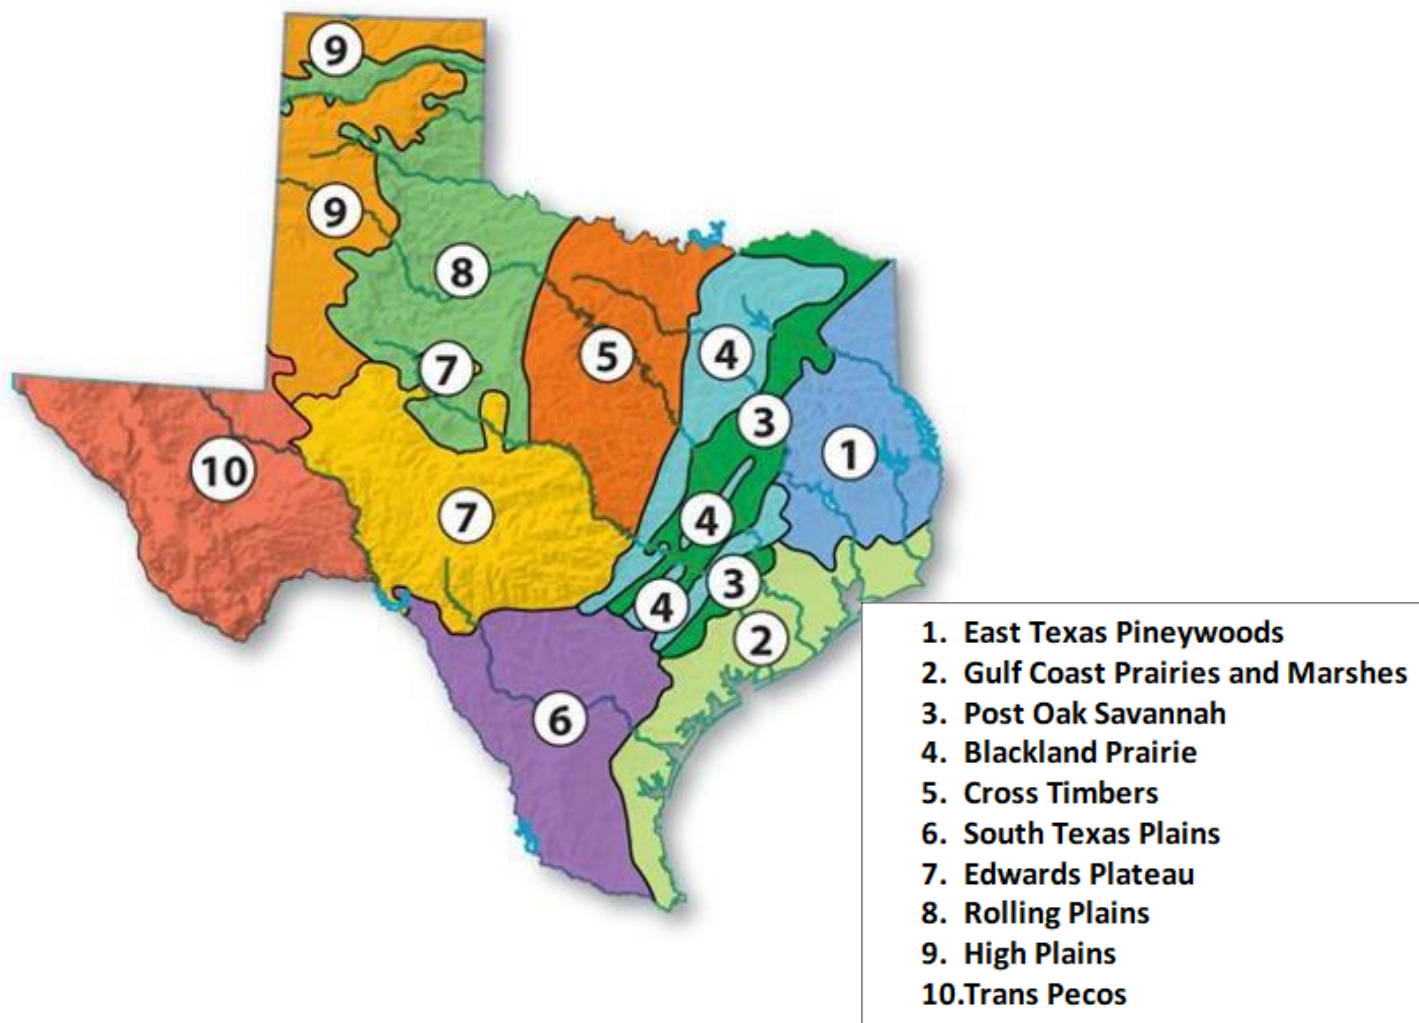 9
9
8
7
5
4
3
1
10
7
4
3
4
2
6
1. East Texas Pineywoods
2. Gulf Coast Prairies and Marshes
3. Post Oak Savannah
4. Blackland Prairie
5. Cross Timbers
6. South Texas Plains
7. Edwards Plateau
8. Rolling Plains
9. High Plains
10.Trans Pecos